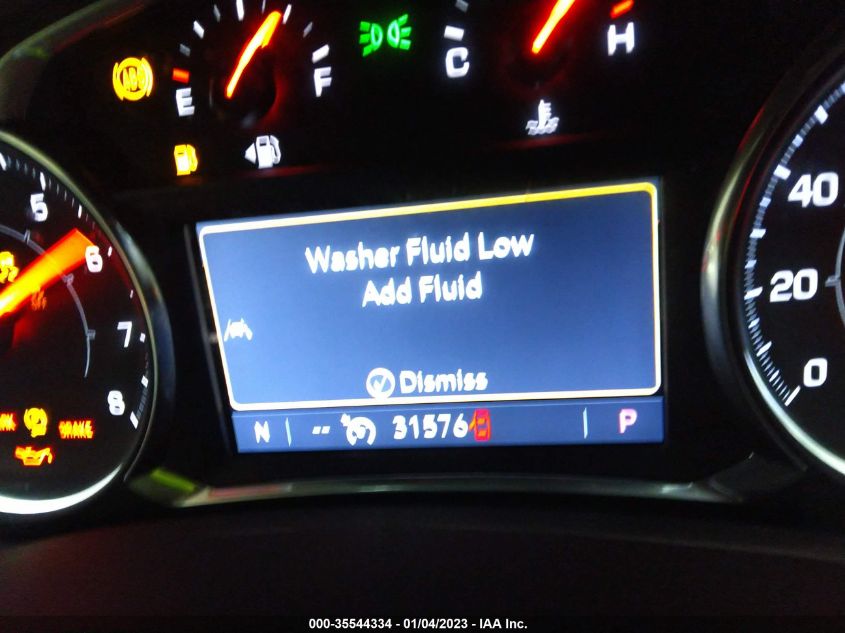 E F C H
Washer Fluid Low
Add Fluid
Dismiss
N -- 31576 P
5 6 7 8
BRAKE
40 20 0
000-35544334 - 01/04/2023 - IAA Inc.